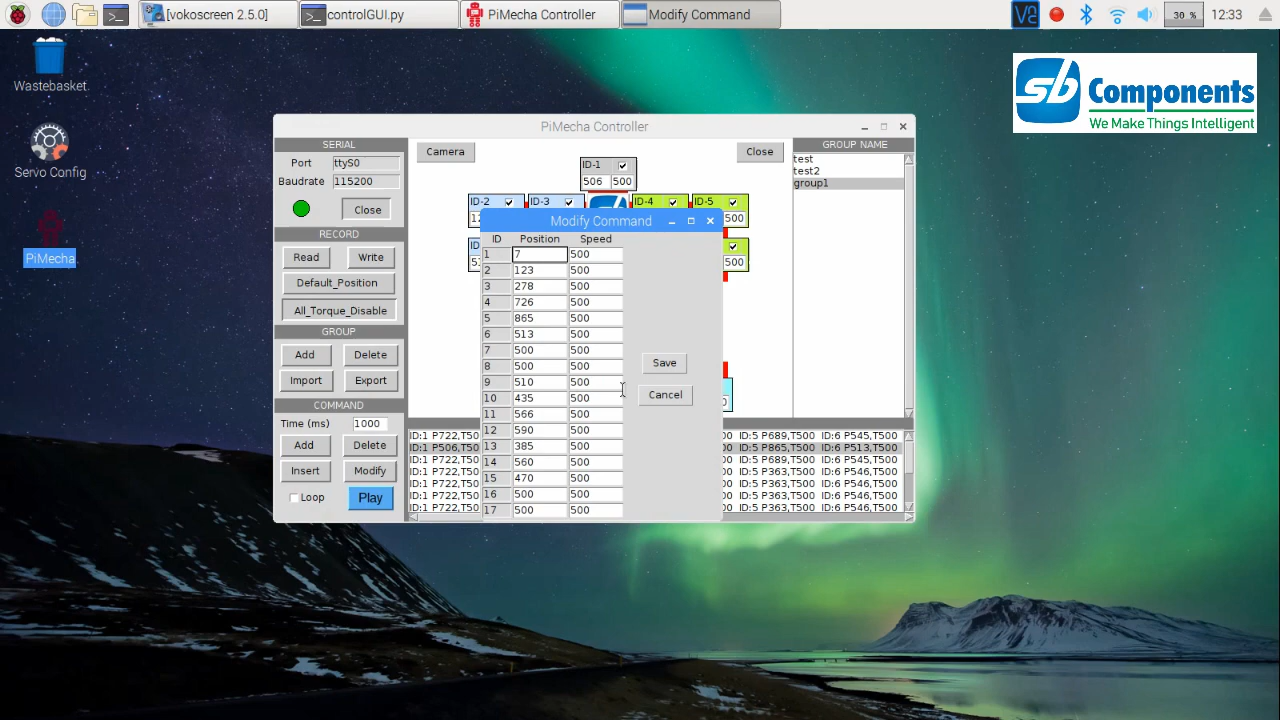 [vokoscreen 2.5.0]
controlGUI.py
PiMecha Controller
Modify Command
30 %
12:33
Wastebasket
Servo Config
PiMecha
sb Components
We Make Things Intelligent
PiMecha Controller
SERIAL
Port ttyS0
Baudrate 115200
Close
RECORD
Read Write
Default_Position
All_Torque_Disable
GROUP
Add Delete
Import Export
COMMAND
Time (ms) 1000
Add Delete
Insert Modify
Loop Play
Camera
Close
ID-1
506 500
ID-2 ID-3 ID-4 ID-5
500
500
GROUP NAME
test
test2
group1
Modify Command
ID Position Speed
1 7 500
2 123 500
3 278 500
4 726 500
5 865 500
6 513 500
7 500 500
8 500 500
9 510 500
10 435 500
11 566 500
12 590 500
13 385 500
14 560 500
15 470 500
16 500 500
17 500 500
Save
Cancel
ID:1 P722,T50 ID:5 P689,T500 ID:6 P545,T500
ID:1 P506,T50 ID:5 P865,T500 ID:6 P513,T500
ID:1 P722,T50 ID:5 P689,T500 ID:6 P545,T500
ID:1 P722,T50 ID:5 P363,T500 ID:6 P546,T500
ID:1 P722,T50 ID:5 P363,T500 ID:6 P546,T500
ID:1 P722,T50 ID:5 P363,T500 ID:6 P546,T500
ID:1 P722,T50 ID:5 P363,T500 ID:6 P546,T500